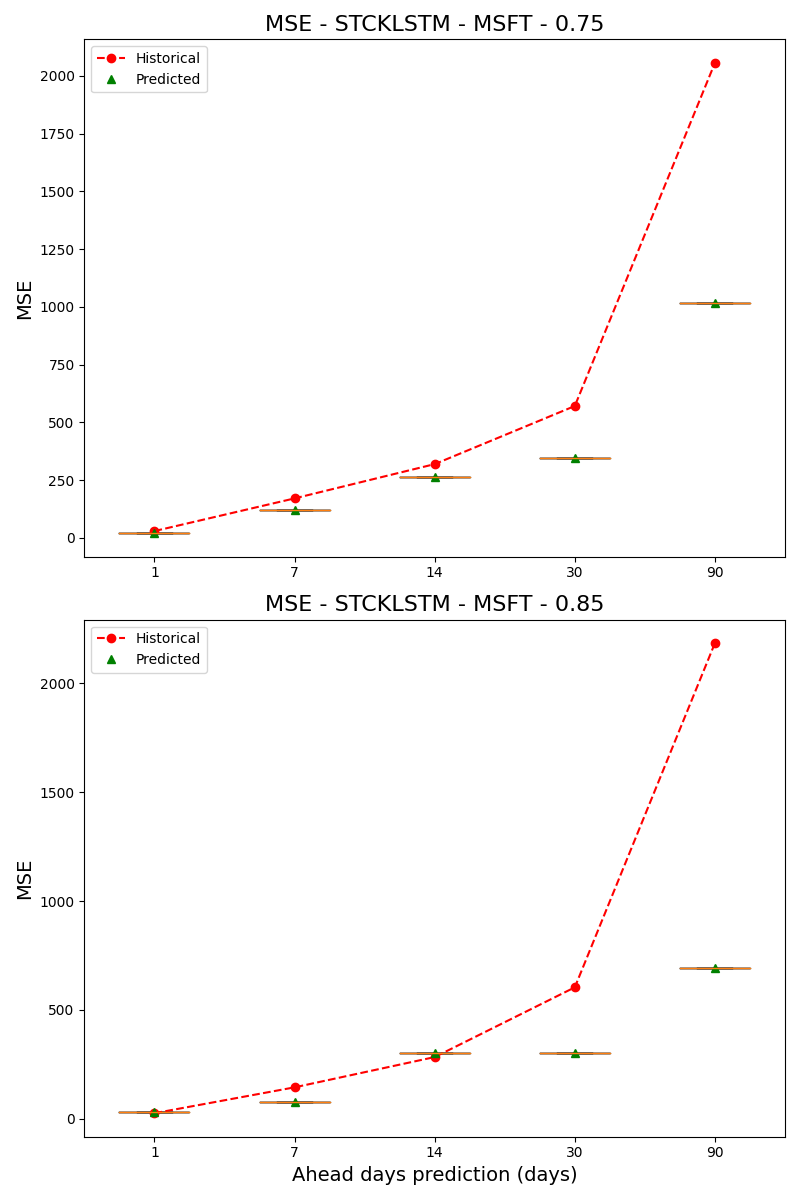 MSE - STCKLSTM - MSFT - 0.75
Historical
Predicted
2000
1750
1500
1250
1000
750
500
250
0
MSE
1 7 14 30 90
MSE - STCKLSTM - MSFT - 0.85
Historical
Predicted
2000
1500
1000
500
0
MSE
1 7 14 30 90
Ahead days prediction (days)